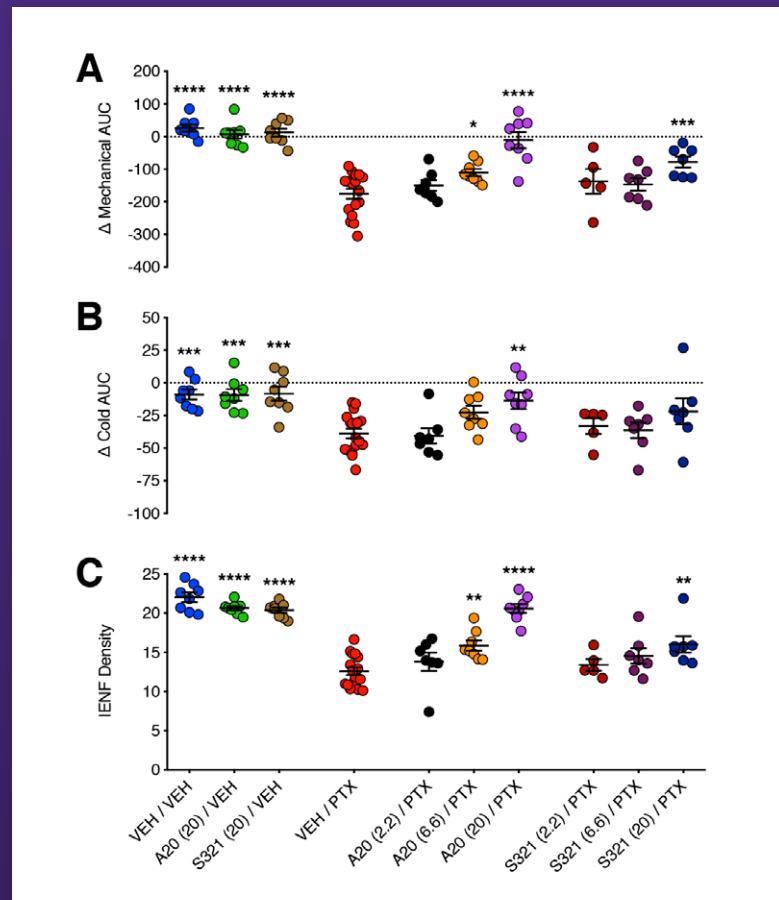 A
200
**** **** ****
****
100
*
***
0
-100
-200
-300
-400
Δ Mechanical AUC
B
50
25
*** *** ***
**
0
-25
-50
-75
-100
Δ Cold AUC
C
25
**** **** ****
****
**
**
20
15
10
5
0
IENF Density
VEH / VEH
A20 (20) / VEH
S321 (20) / VEH
VEH / PTX
A20 (2.2) / PTX
A20 (6.6) / PTX
A20 (20) / PTX
S321 (2.2) / PTX
S321 (6.6) / PTX
S321 (20) / PTX